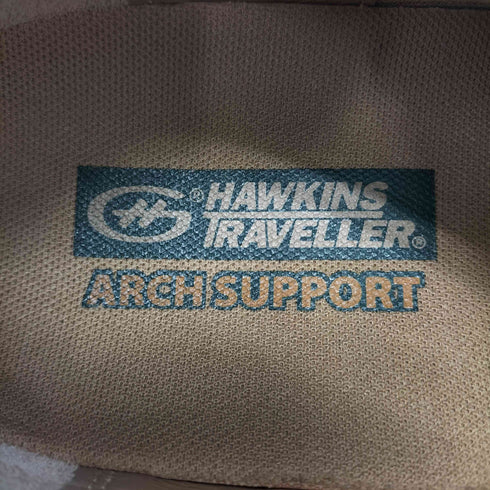 ® HAWKINS
TRAVELLER®
ARCH SUPPORT